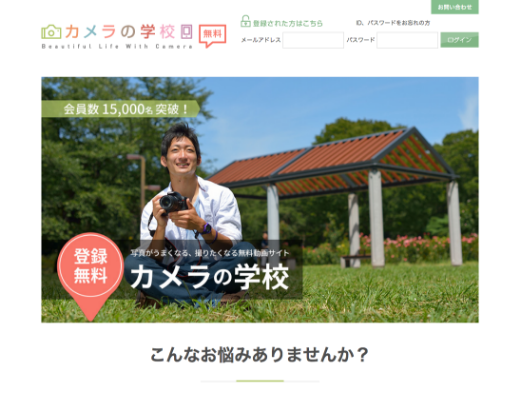 お問い合わせ
カメラの学校
無料
Beautiful Life With Camera
登録された方はこちら
ID、パスワードをお忘れの方
メールアドレス
パスワード
ログイン
会員数 15,000名 突破！
登録
無料
写真がうまくなる、撮りたくなる無料動画サイト
カメラの学校
こんなお悩みありませんか？